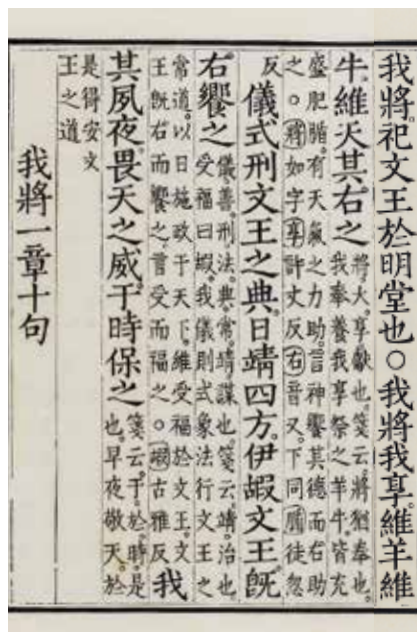 我將。祀文王於明堂也○我將我享。維羊維
牛。維天其右之將大。享獻也。箋云。將猶奉也。
我奉養我享祭之羊牛。皆充
盛肥腯。有天氣之力助。言神饗其德而右助
之。○將如字享許丈反右音又。下同腯徒忽
反儀式刑文王之典。日靖四方。伊嘏文王。旣
右饗之儀善。刑法。典常。靖謀也。箋云。靖。治也。
受福曰嘏。我儀則式象法行文王之
常道。以日施政于天下。維受福於文王。文
王旣右而饗之。言受而福之。○嘏古雅反我
其夙夜。畏天之威。于時保之箋云。于。於。時。是
也。早夜敬天。於
是得安文
王之道
我將一章十句